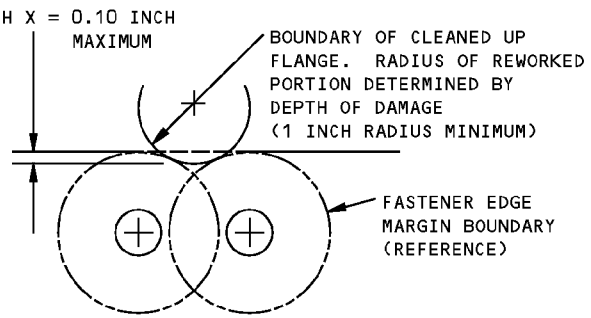 H X = 0.10 INCH
MAXIMUM
BOUNDARY OF CLEANED UP
FLANGE. RADIUS OF REWORKED
PORTION DETERMINED BY
DEPTH OF DAMAGE
(1 INCH RADIUS MINIMUM)
FASTENER EDGE
MARGIN BOUNDARY
(REFERENCE)